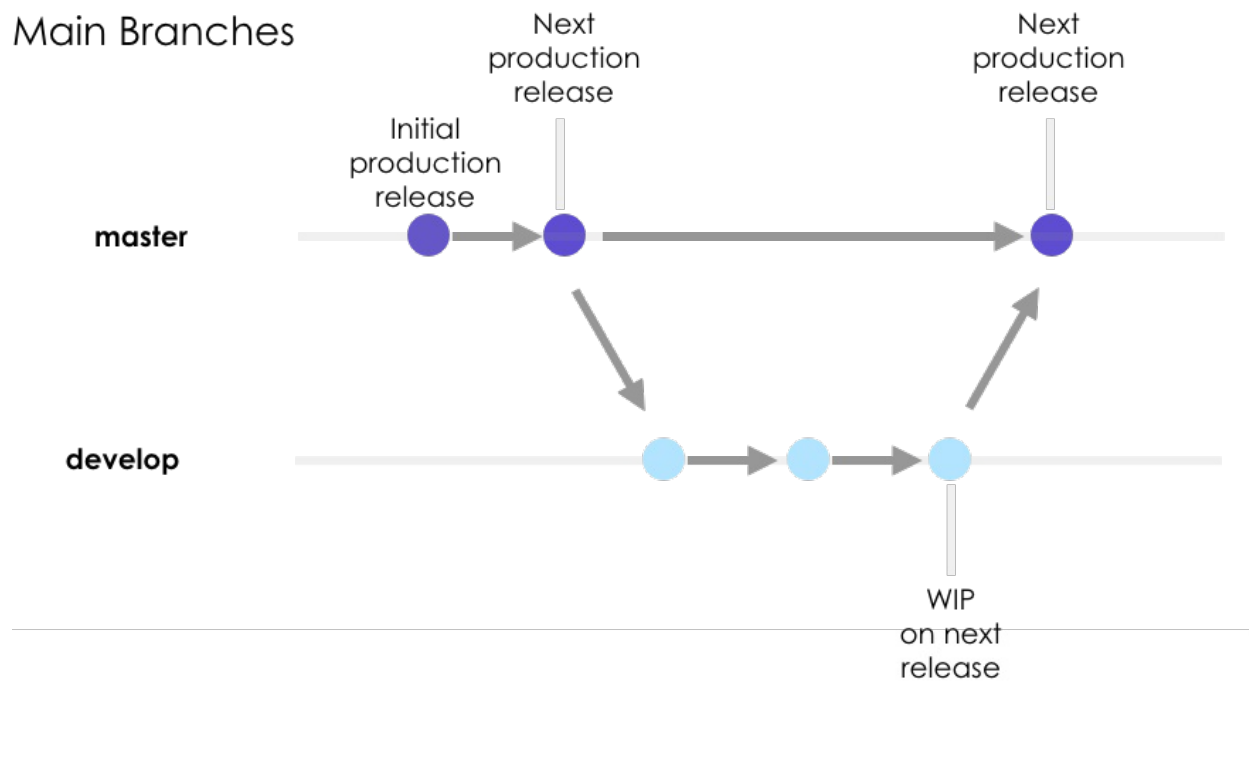 Main Branches
Next
production
release
Next
production
release
Initial
production
release
master
develop
WIP
on next
release